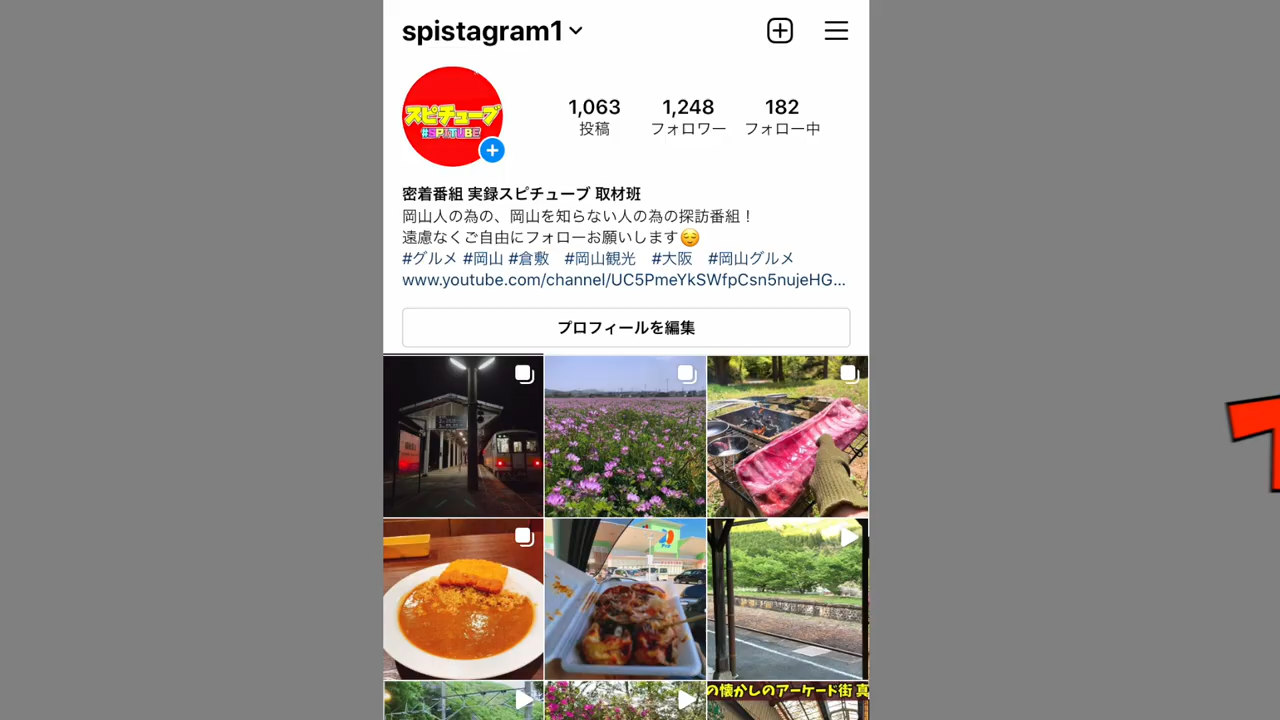 spistagram1
スピチューブ
#SPITUBE
1,063 1,248 182
投稿 フォロワー フォロー中
密着番組 実録スピチューブ 取材班
岡山人の為の、岡山を知らない人の為の探訪番組！
遠慮なくご自由にフォローお願いします😌
#グルメ #岡山 #倉敷　#岡山観光　#大阪　#岡山グルメ
www.youtube.com/channel/UC5PmeYkSWfpCsn5nujeHG...
プロフィールを編集
の懐かしのアーケード街 真